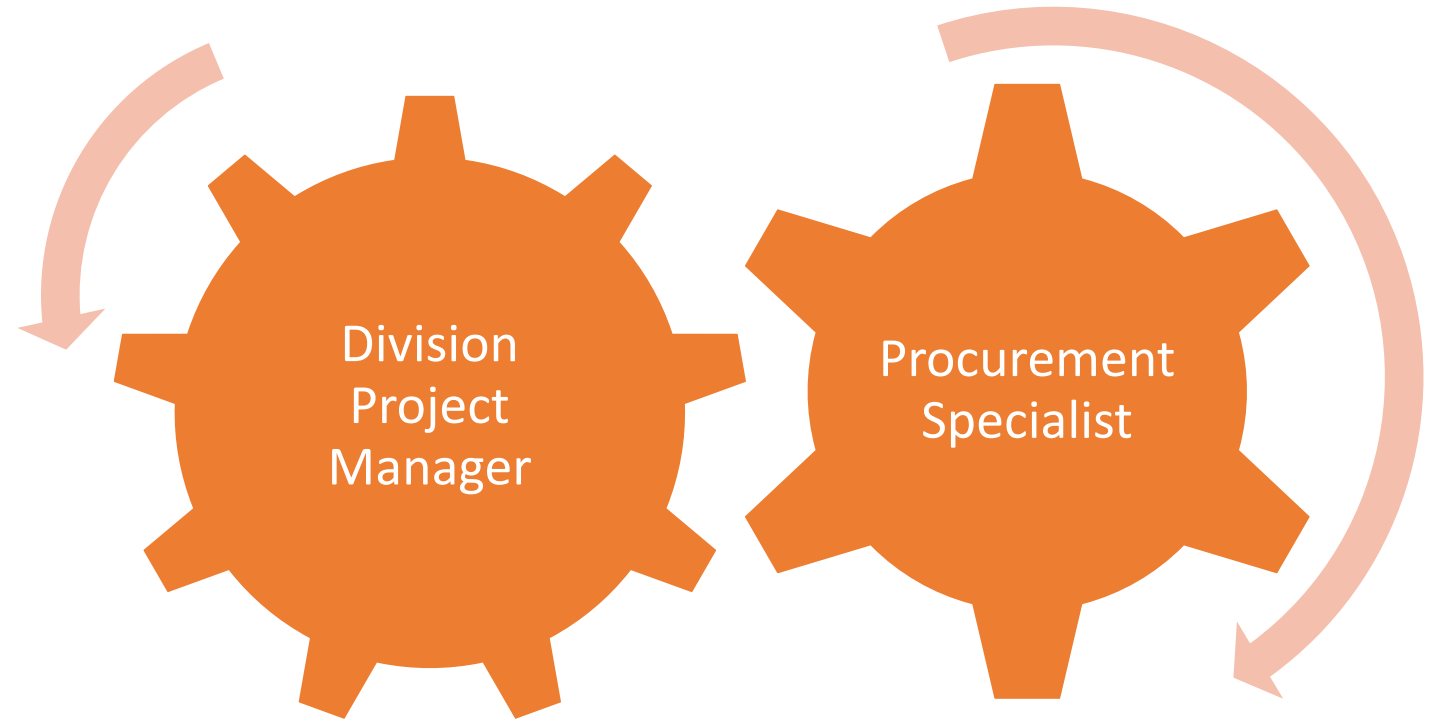 Division
Project
Manager
Procurement
Specialist